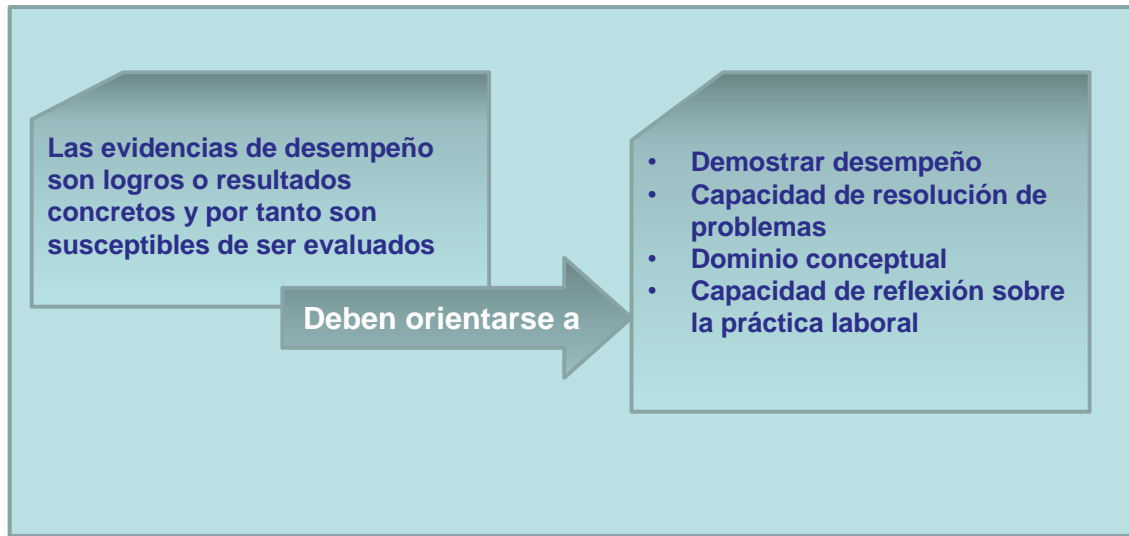 Las evidencias de desempeño
son logros o resultados
concretos y por tanto son
susceptibles de ser evaluados
Deben orientarse a
• Demostrar desempeño
• Capacidad de resolución de
problemas
• Dominio conceptual
• Capacidad de reflexión sobre
la práctica laboral